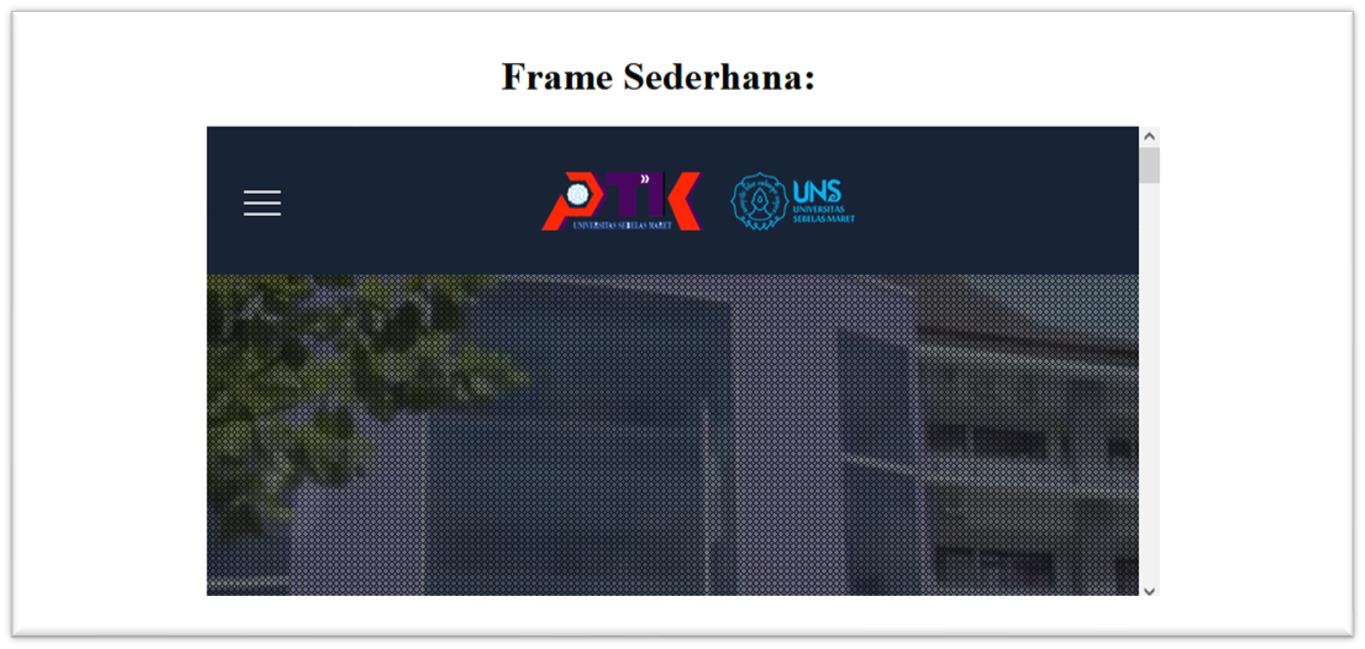 Frame Sederhana:
PTIK
UNIVERSITAS SEBELAS MARET
UNS
UNIVERSITAS
SEBELAS MARET